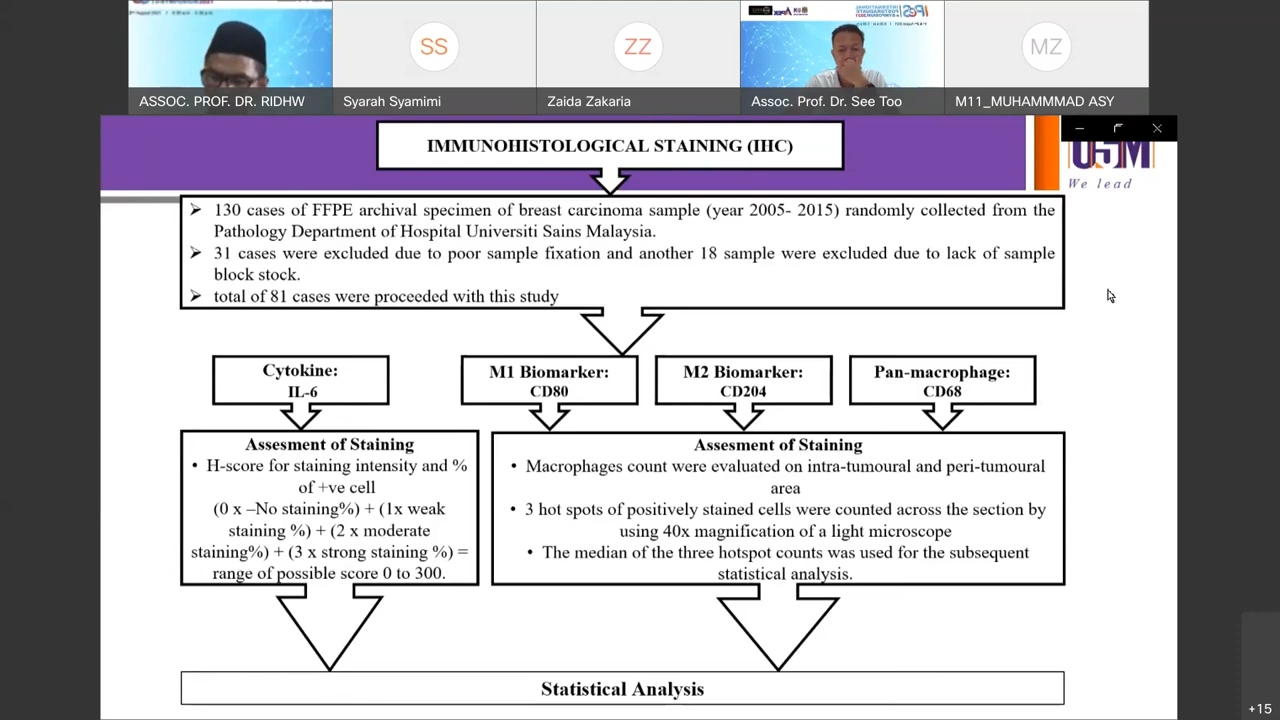 ASSOC. PROF. DR. RIDHW
SS
Syarah Syamimi
ZZ
Zaida Zakaria
Assoc. Prof. Dr. See Too
MZ
M11_MUHAMMMAD ASY
IMMUNOHISTOLOGICAL STAINING (IHC)
USM
We lead
➢ 130 cases of FFPE archival specimen of breast carcinoma sample (year 2005- 2015) randomly collected from the
Pathology Department of Hospital Universiti Sains Malaysia.
➢ 31 cases were excluded due to poor sample fixation and another 18 sample were excluded due to lack of sample
block stock.
➢ total of 81 cases were proceeded with this study
Cytokine:
IL-6
M1 Biomarker:
CD80
M2 Biomarker:
CD204
Pan-macrophage:
CD68
Assesment of Staining
• H-score for staining intensity and %
of +ve cell
(0 x –No staining%) + (1x weak
staining %) + (2 x moderate
staining%) + (3 x strong staining %) =
range of possible score 0 to 300.
Assesment of Staining
• Macrophages count were evaluated on intra-tumoural and peri-tumoural
area
• 3 hot spots of positively stained cells were counted across the section by
using 40x magnification of a light microscope
• The median of the three hotspot counts was used for the subsequent
statistical analysis.
Statistical Analysis
+15